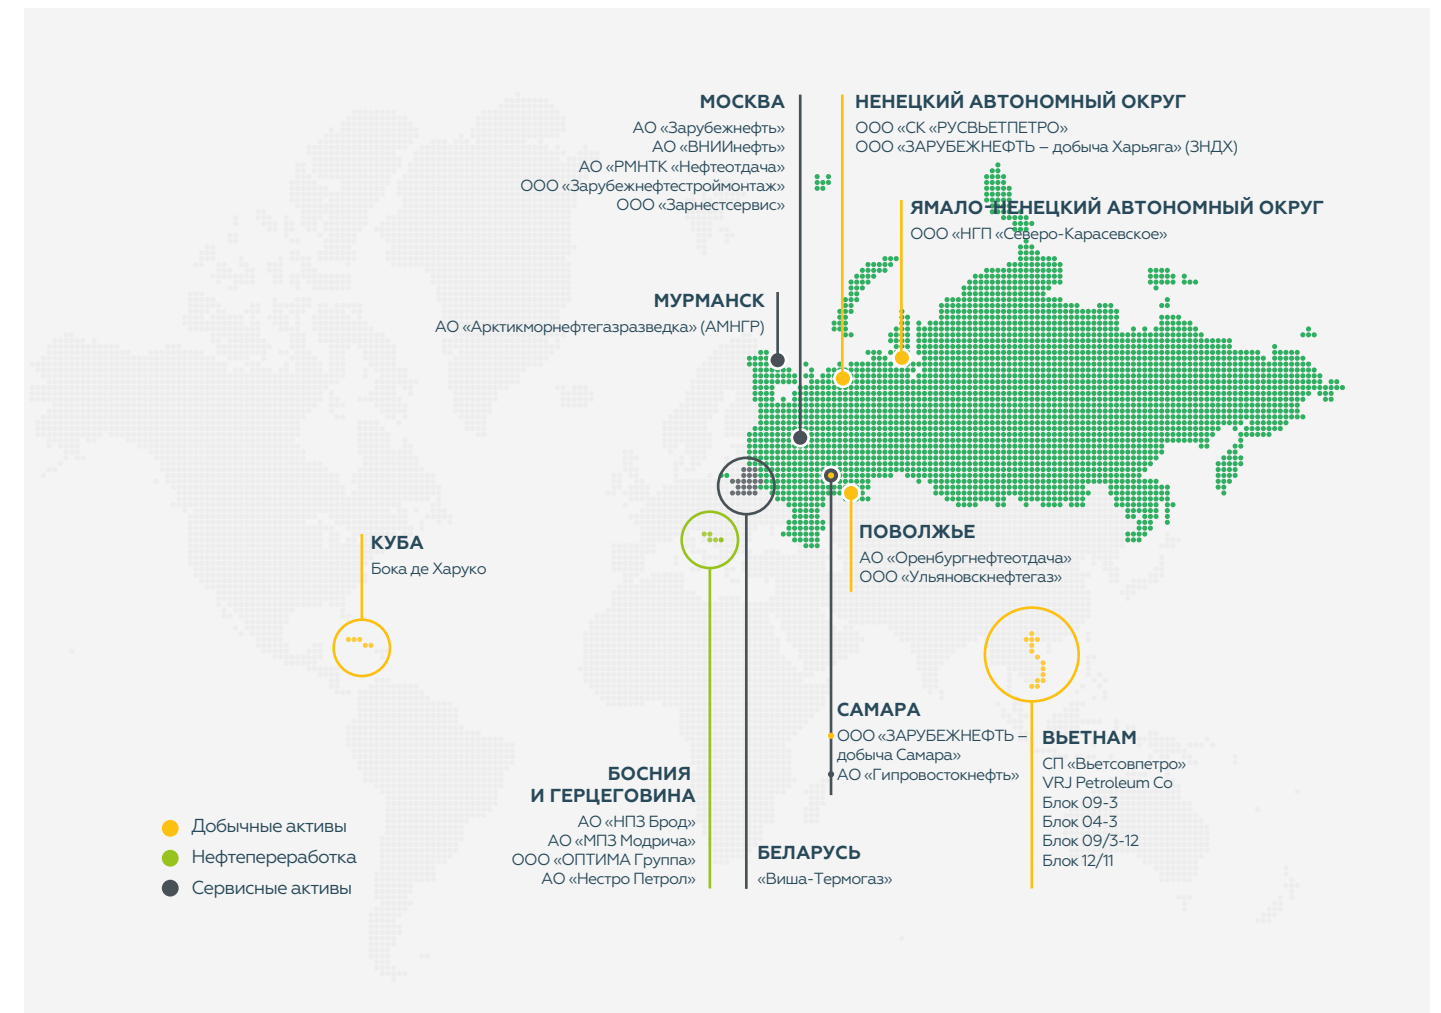 МОСКВА
АО «Зарубежнефть»
АО «ВНИИнефть»
АО «РМНТК «Нефтеотдача»
ООО «Зарубежнефтестроймонтаж»
ООО «Зарнестсервис»
НЕНЕЦКИЙ АВТОНОМНЫЙ ОКРУГ
ООО «СК «РУСВЬЕТПЕТРО»
ООО «ЗАРУБЕЖНЕФТЬ – добыча Харьяга» (ЗНДХ)
ЯМАЛО-НЕНЕЦКИЙ АВТОНОМНЫЙ ОКРУГ
ООО «НГП «Северо-Карасевское»
МУРМАНСК
АО «Арктикморнефтегазразведка» (АМНГР)
КУБА
Бока де Харуко
ПОВОЛЖЬЕ
АО «Оренбургнефтеотдача»
ООО «Ульяновскнефтегаз»
САМАРА
ООО «ЗАРУБЕЖНЕФТЬ –
добыча Самара»
АО «Гипровостокнефть»
ВЬЕТНАМ
СП «Вьетсовпетро»
VRJ Petroleum Co
Блок 09-3
Блок 04-3
Блок 09/3-12
Блок 12/11
БОСНИЯ
И ГЕРЦЕГОВИНА
АО «НПЗ Брод»
АО «МПЗ Модрича»
ООО «ОПТИМА Группа»
АО «Нестро Петрол»
БЕЛАРУСЬ
«Виша-Термогаз»
Добычные активы
Нефтепереработка
Сервисные активы